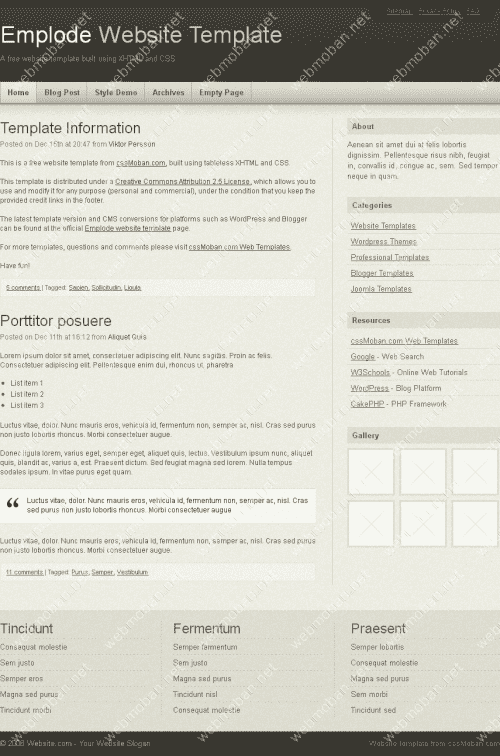 Sitemap Privacy Policy FAQ
Emplode Website Template
A free website template built using XHTML and CSS
Home Blog Post Style Demo Archives Empty Page
Template Information
Posted on Dec 15th at 20:47 from Viktor Persson
This is a free website template from cssMoban.com, built using tableless XHTML and CSS.
This template is distributed under a Creative Commons Attribution 2.5 License, which allows you to
use and modify it for any purpose (personal and commercial), under the condition that you keep the
provided credit links in the footer.
The latest template version and CMS conversions for platforms such as WordPress and Blogger
can be found at the official Emplode website template page.
For more templates, questions and comments please visit cssMoban.com Web Templates.
Have fun!
5 comments | Tagged: Sapien, Sollicitudin, Ligula
Porttitor posuere
Posted on Dec 11th at 16:12 from Aliquet Quis
Lorem ipsum dolor sit amet, consectetuer adipiscing elit. Nunc sagittis. Proin ac felis.
Consectetuer adipiscing elit. Pellentesque enim dui, rhoncus ut, pharetra
• List item 1
• List item 2
• List item 3
Luctus vitae, dolor. Nunc mauris eros, vehicula id, fermentum non, semper ac, nisl. Cras sed purus
non justo lobortis rhoncus. Morbi consectetuer augue.
Donec ligula lorem, varius eget, semper eget, aliquet quis, lectus. Vestibulum ipsum nunc, aliquet
quis, blandit ac, varius a, est. Praesent dictum. Sed feugiat magna sed lorem. Nulla tempus
sodales ipsum. In vitae purus eget quam.
“ Luctus vitae, dolor. Nunc mauris eros, vehicula id, fermentum non, semper ac, nisl. Cras
sed purus non justo lobortis rhoncus. Morbi consectetuer augue
Luctus vitae, dolor. Nunc mauris eros, vehicula id, fermentum non, semper ac, nisl. Cras sed purus
non justo lobortis rhoncus. Morbi consectetuer augue.
11 comments | Tagged: Purus, Semper, Vestibulum
About
Aenean sit amet dui at felis lobortis
dignissim. Pellentesque risus nibh, feugiat
in, convallis id, congue ac, sem. Sed tempor
neque in quam.
Categories
Website Templates
Wordpress Themes
Professional Templates
Blogger Templates
Joomla Templates
Resources
cssMoban.com Web Templates
Google - Web Search
W3Schools - Online Web Tutorials
WordPress - Blog Platform
CakePHP - PHP Framework
Gallery
Tincidunt
Consequat molestie
Sem justo
Semper eros
Magna sed purus
Tincidunt morbi
Fermentum
Semper fermentum
Sem justo
Magna sed purus
Tincidunt nisl
Consequat molestie
Praesent
Semper lobortis
Consequat molestie
Magna sed purus
Sem morbi
Tincidunt sed
© 2008 Website.com - Your Website Slogan
Website template from cssMoban.com
webmoban.net